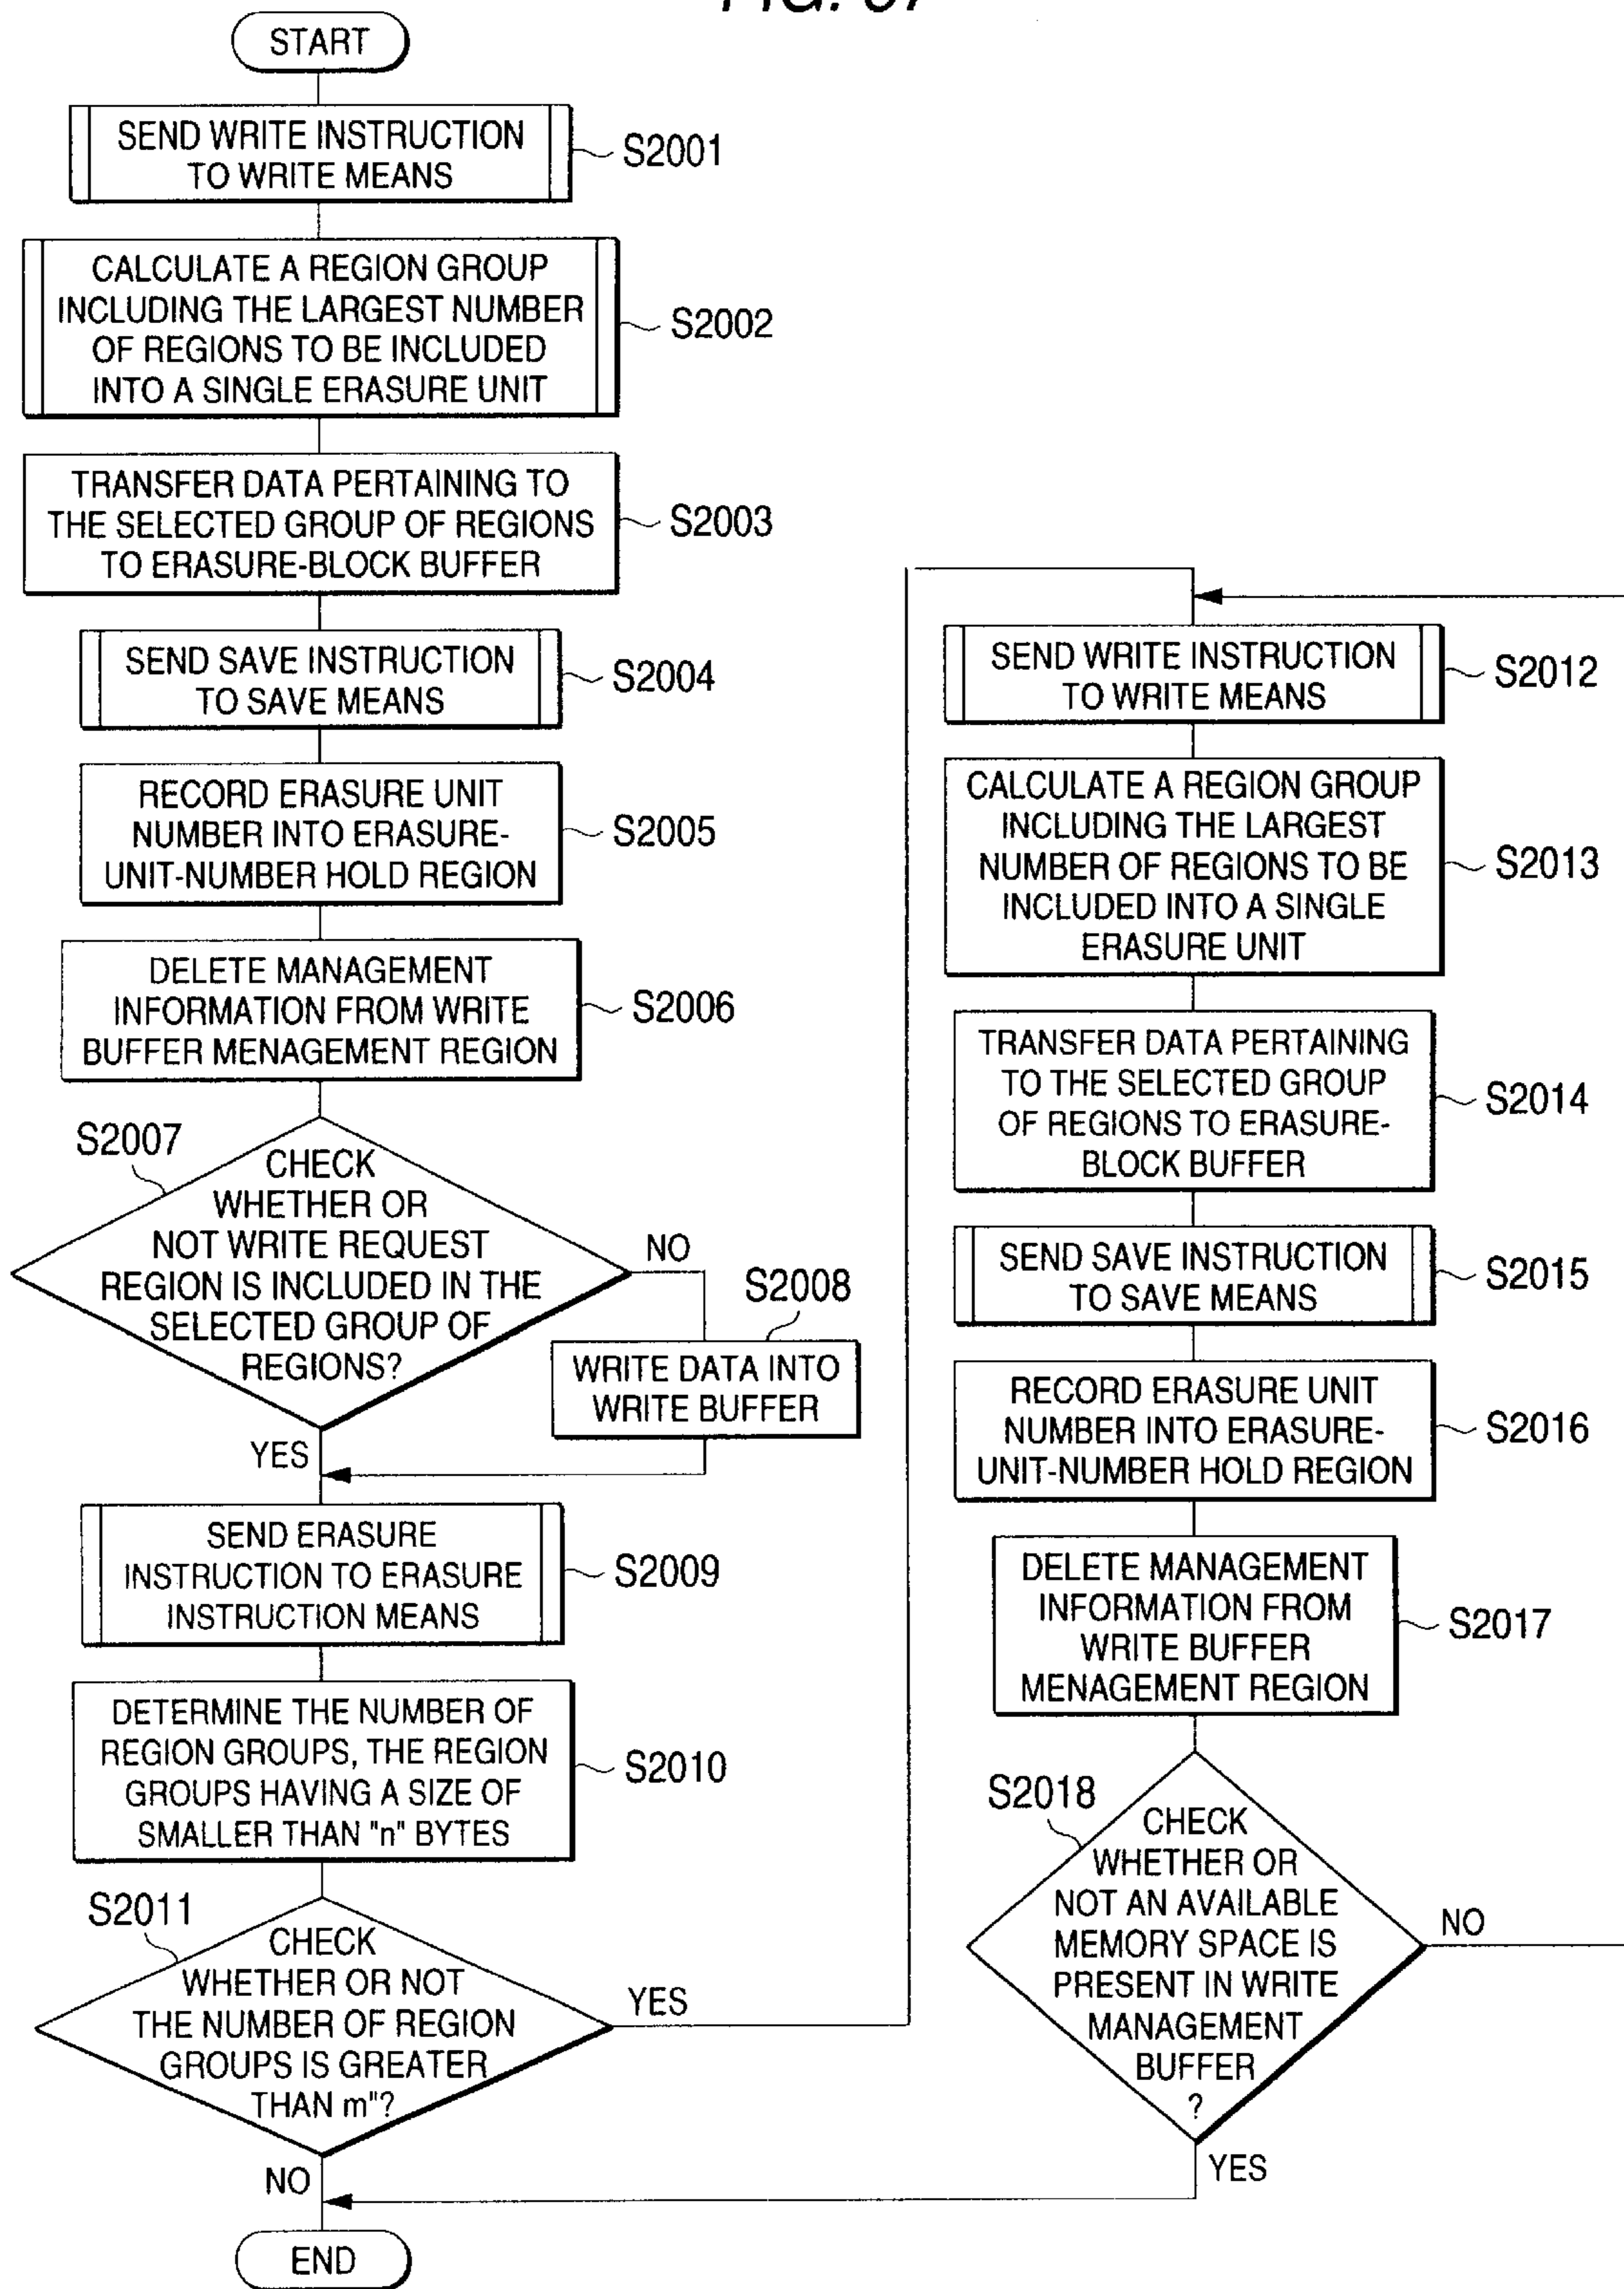 START
SEND WRITE INSTRUCTION
TO WRITE MEANS
S2001
CALCULATE A REGION GROUP
INCLUDING THE LARGEST NUMBER
OF REGIONS TO BE INCLUDED
INTO A SINGLE ERASURE UNIT
S2002
TRANSFER DATA PERTAINING TO
THE SELECTED GROUP OF REGIONS
TO ERASURE-BLOCK BUFFER
S2003
SEND SAVE INSTRUCTION
TO SAVE MEANS
S2004
RECORD ERASURE UNIT
NUMBER INTO ERASURE-
UNIT-NUMBER HOLD REGION
S2005
DELETE MANAGEMENT
INFORMATION FROM WRITE
BUFFER MENAGEMENT REGION
S2006
S2007
CHECK
WHETHER OR
NOT WRITE REQUEST
REGION IS INCLUDED IN THE
SELECTED GROUP OF
REGIONS?
NO
S2008
WRITE DATA INTO
WRITE BUFFER
YES
SEND ERASURE
INSTRUCTION TO ERASURE
INSTRUCTION MEANS
S2009
DETERMINE THE NUMBER OF
REGION GROUPS, THE REGION
GROUPS HAVING A SIZE OF
SMALLER THAN "n" BYTES
S2010
S2011
CHECK
WHETHER OR NOT
THE NUMBER OF REGION
GROUPS IS GREATER
THAN m"?
YES
NO
END
SEND WRITE INSTRUCTION
TO WRITE MEANS
S2012
CALCULATE A REGION GROUP
INCLUDING THE LARGEST
NUMBER OF REGIONS TO BE
INCLUDED INTO A SINGLE
ERASURE UNIT
S2013
TRANSFER DATA PERTAINING
TO THE SELECTED GROUP
OF REGIONS TO ERASURE-
BLOCK BUFFER
S2014
SEND SAVE INSTRUCTION
TO SAVE MEANS
S2015
RECORD ERASURE UNIT
NUMBER INTO ERASURE-
UNIT-NUMBER HOLD REGION
S2016
DELETE MANAGEMENT
INFORMATION FROM
WRITE BUFFER
MENAGEMENT REGION
S2017
S2018
CHECK
WHETHER OR
NOT AN AVAILABLE
MEMORY SPACE IS
PRESENT IN WRITE
MANAGEMENT
BUFFER
?
NO
YES